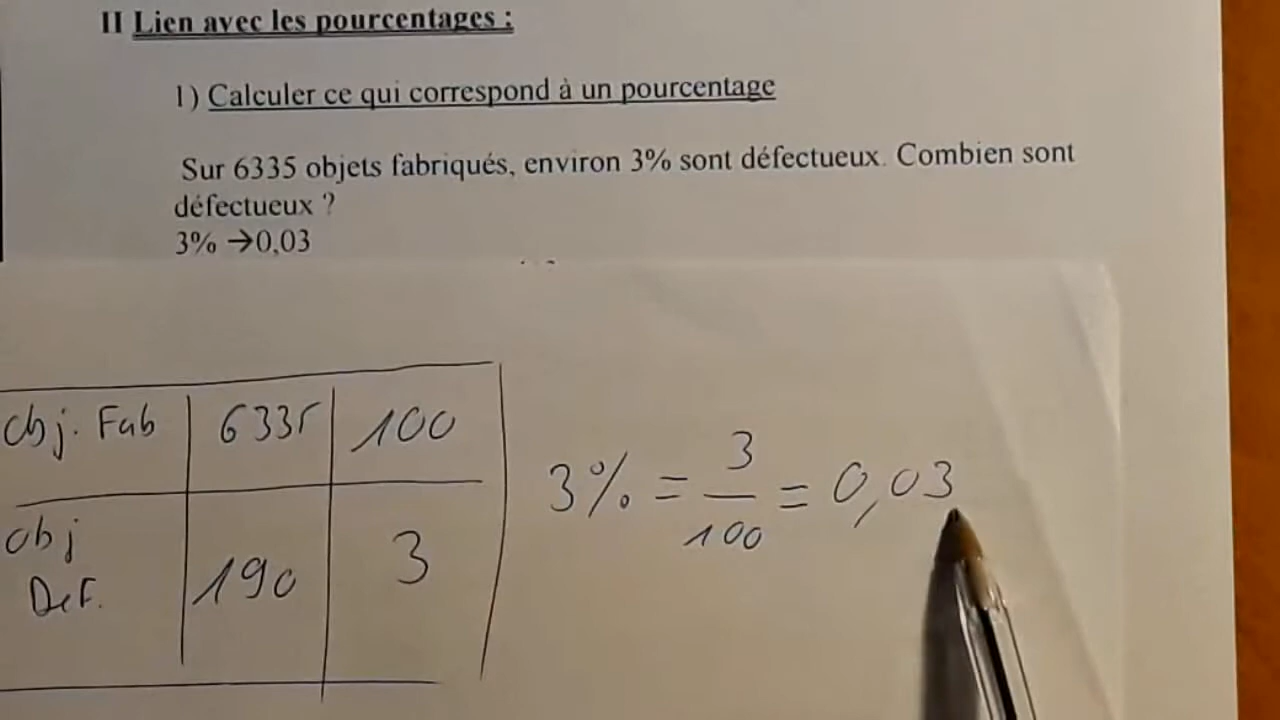 II Lien avec les pourcentages :
1) Calculer ce qui correspond à un pourcentage
Sur 6335 objets fabriqués, environ 3% sont défectueux. Combien sont
défectueux ?
3% →0,03
Obj. Fab 6335 100
obj
Def. 190 3
3% = 3/100 = 0,03